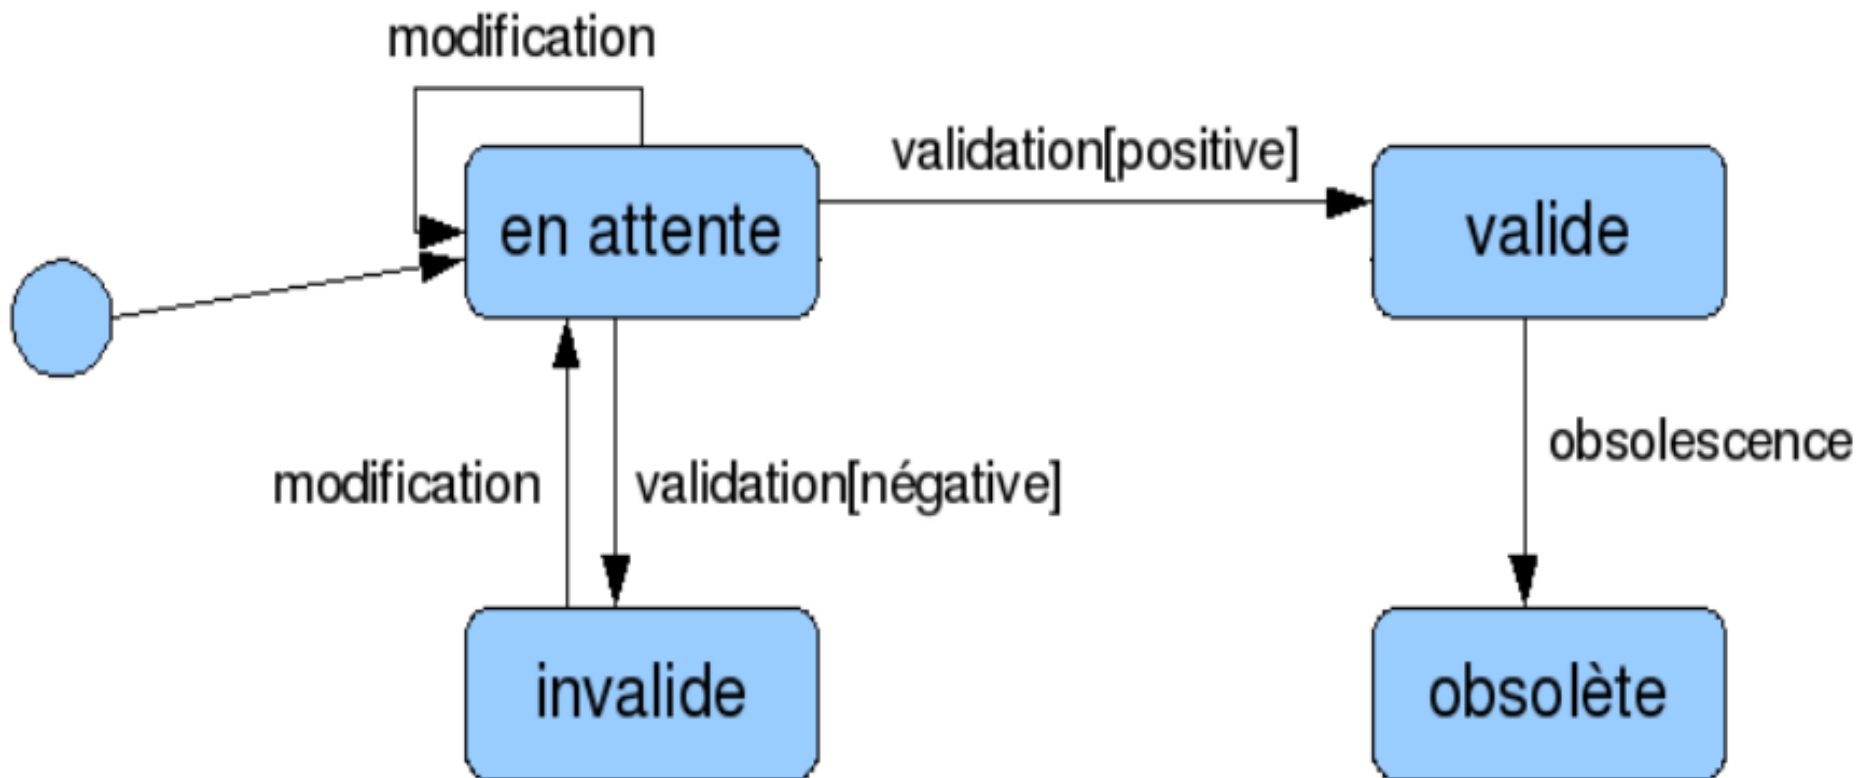 modification
validation[positive]
en attente
valide
obsolescence
modification
validation[négative]
invalide
obsolète